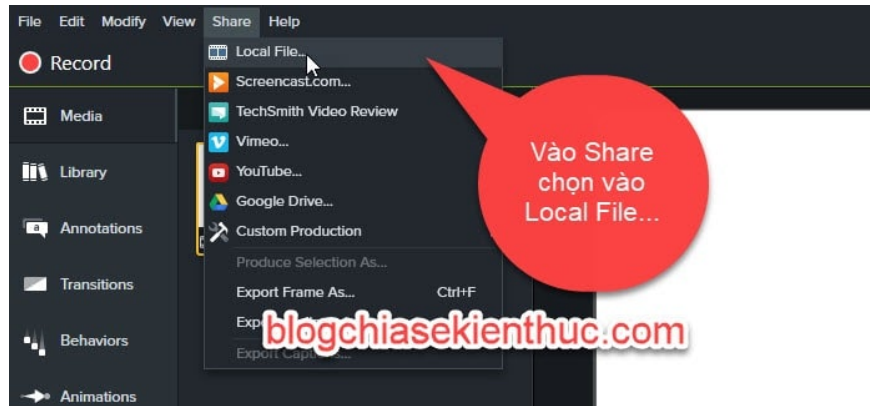 File Edit Modify View Share Help
Record
Local File...
Screencast.com...
Media
TechSmith Video Review
Vimeo...
Library
YouTube...
Google Drive...
Annotations
Custom Production
Produce Selection As...
Transitions
Export Frame As... Ctrl+F
Behaviors
Export Captions...
Animations
Vào Share
chọn vào
Local File...
blogchiasekienthuc.com